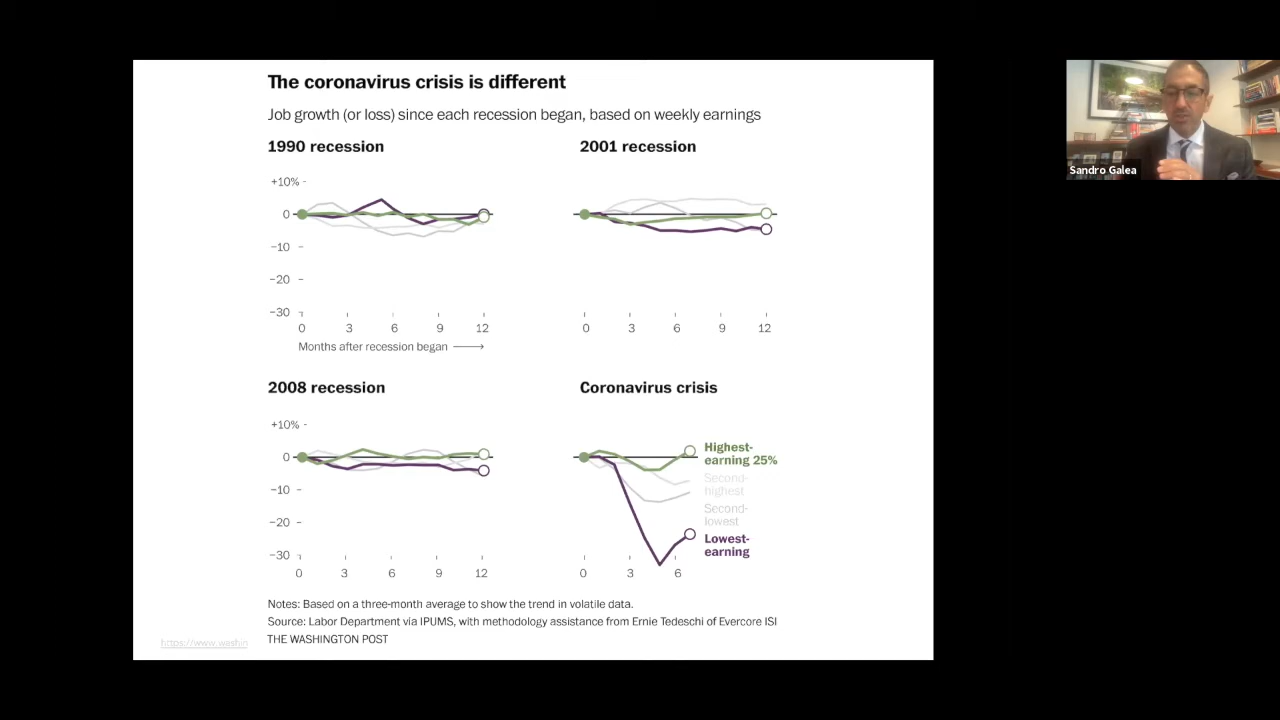 The coronavirus crisis is different
Job growth (or loss) since each recession began, based on weekly earnings
1990 recession
+10%
0
−10
−20
−30
0 3 6 9 12
Months after recession began
2001 recession
0 3 6 9 12
2008 recession
+10%
0
−10
−20
−30
0 3 6 9 12
Coronavirus crisis
Highest-
earning 25%
Second-
highest
Second-
lowest
Lowest-
earning
0 3 6
Notes: Based on a three-month average to show the trend in volatile data.
Source: Labor Department via IPUMS, with methodology assistance from Ernie Tedeschi of Evercore ISI
https://www.washin
THE WASHINGTON POST
Sandro Galea